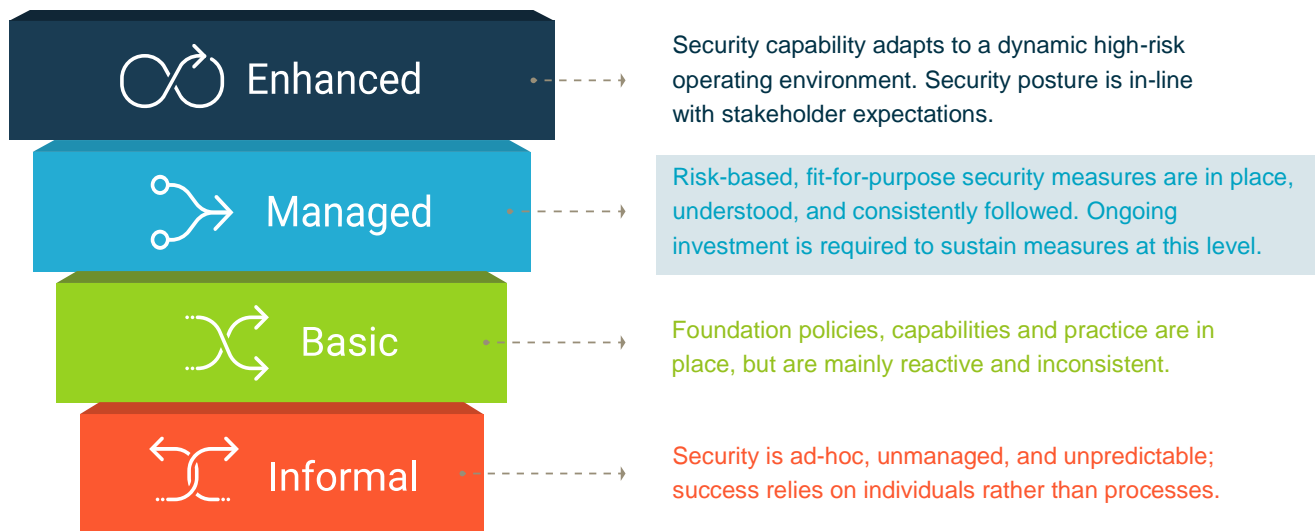 Enhanced
Security capability adapts to a dynamic high-risk
operating environment. Security posture is in-line
with stakeholder expectations.
Managed
Risk-based, fit-for-purpose security measures are in place,
understood, and consistently followed. Ongoing
investment is required to sustain measures at this level.
Basic
Foundation policies, capabilities and practice are in
place, but are mainly reactive and inconsistent.
Informal
Security is ad-hoc, unmanaged, and unpredictable;
success relies on individuals rather than processes.